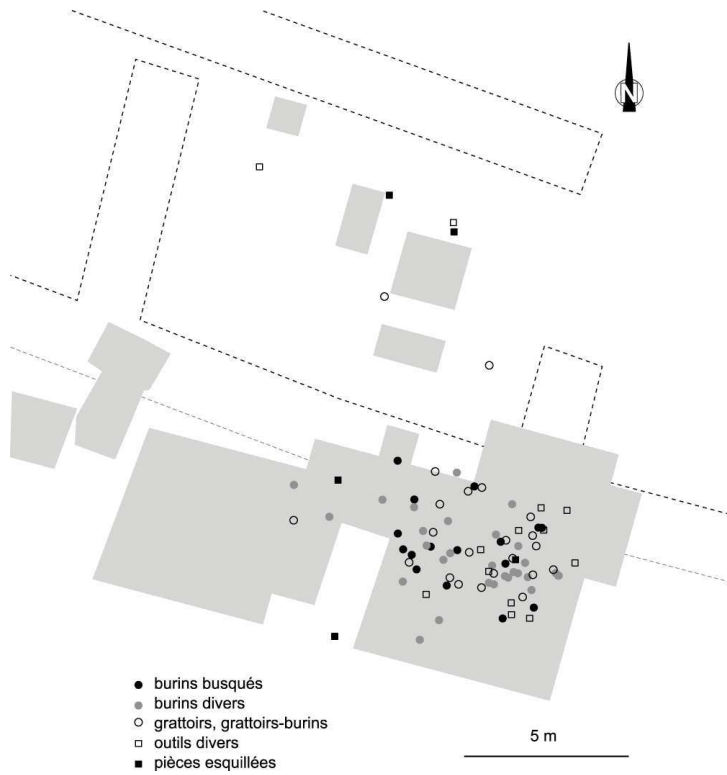 N
burins busqués
burins divers
grattoirs, grattoirs-burins
outils divers
pièces esquillées
5 m